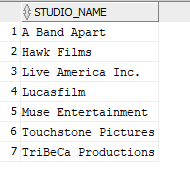 STUDIO_NAME
1 A Band Apart
2 Hawk Films
3 Live America Inc.
4 Lucasfilm
5 Muse Entertainment
6 Touchstone Pictures
7 TriBeCa Productions